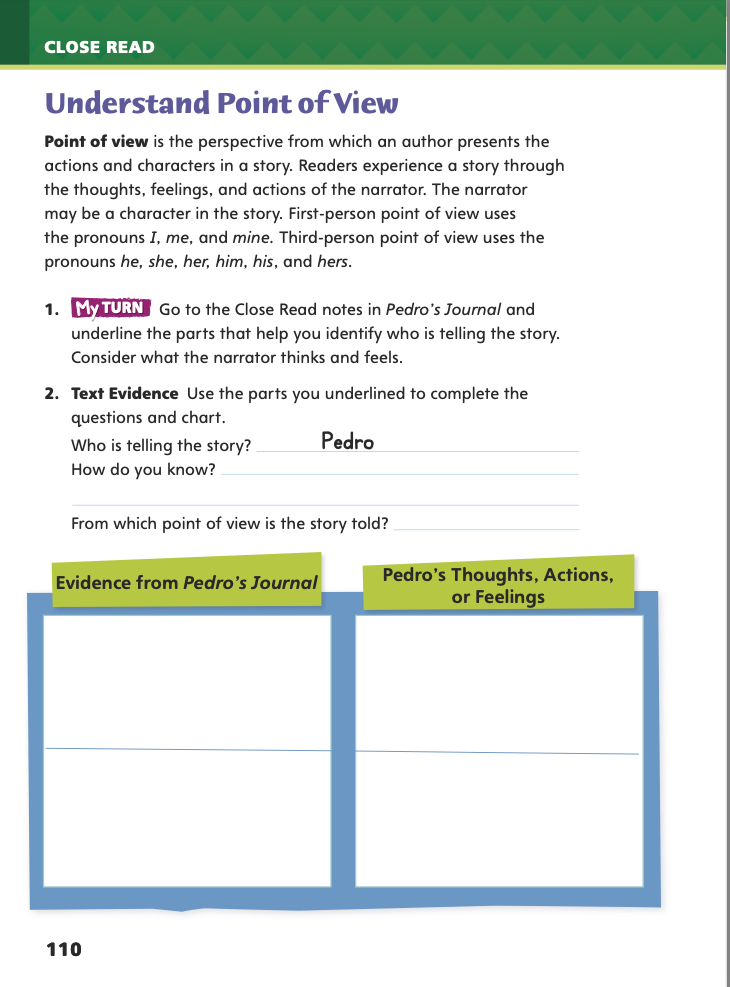 CLOSE READ
Understand Point of View
Point of view is the perspective from which an author presents the
actions and characters in a story. Readers experience a story through
the thoughts, feelings, and actions of the narrator. The narrator
may be a character in the story. First-person point of view uses
the pronouns I, me, and mine. Third-person point of view uses the
pronouns he, she, her, him, his, and hers.
1. My TURN Go to the Close Read notes in Pedro's Journal and
underline the parts that help you identify who is telling the story.
Consider what the narrator thinks and feels.
2. Text Evidence Use the parts you underlined to complete the
questions and chart.
Who is telling the story? Pedro
How do you know?
From which point of view is the story told?
Evidence from Pedro's Journal
Pedro's Thoughts, Actions,
or Feelings
110